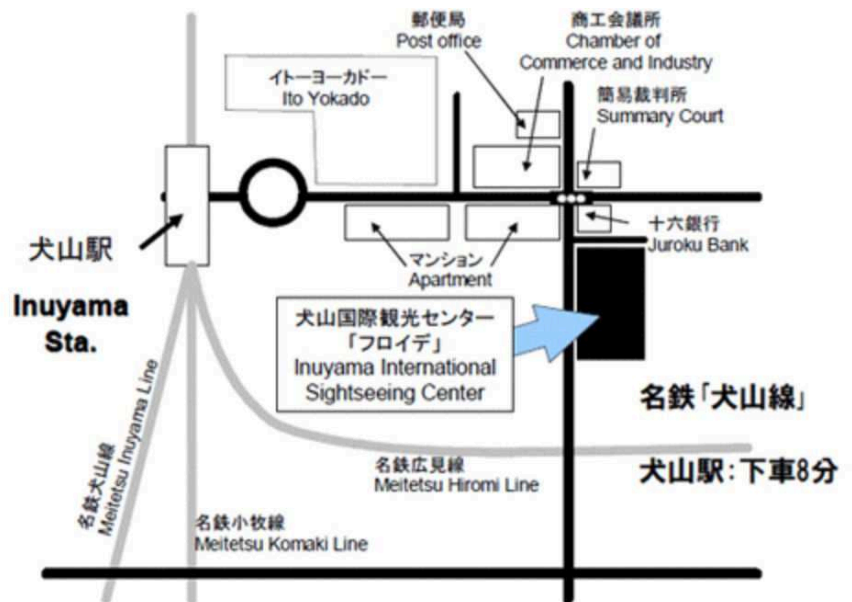 郵便局
Post office
商工会議所
Chamber of
Commerce and Industry
イトーヨーカドー
Ito Yokado
簡易裁判所
Summary Court
十六銀行
Juroku Bank
犬山駅
Inuyama
Sta.
マンション
Apartment
犬山国際観光センター
「フロイデ」
Inuyama International
Sightseeing Center
名鉄「犬山線」
犬山駅：下車8分
名鉄犬山線
Meitetsu Inuyama Line
名鉄広見線
Meitetsu Hiromi Line
名鉄小牧線
Meitetsu Komaki Line